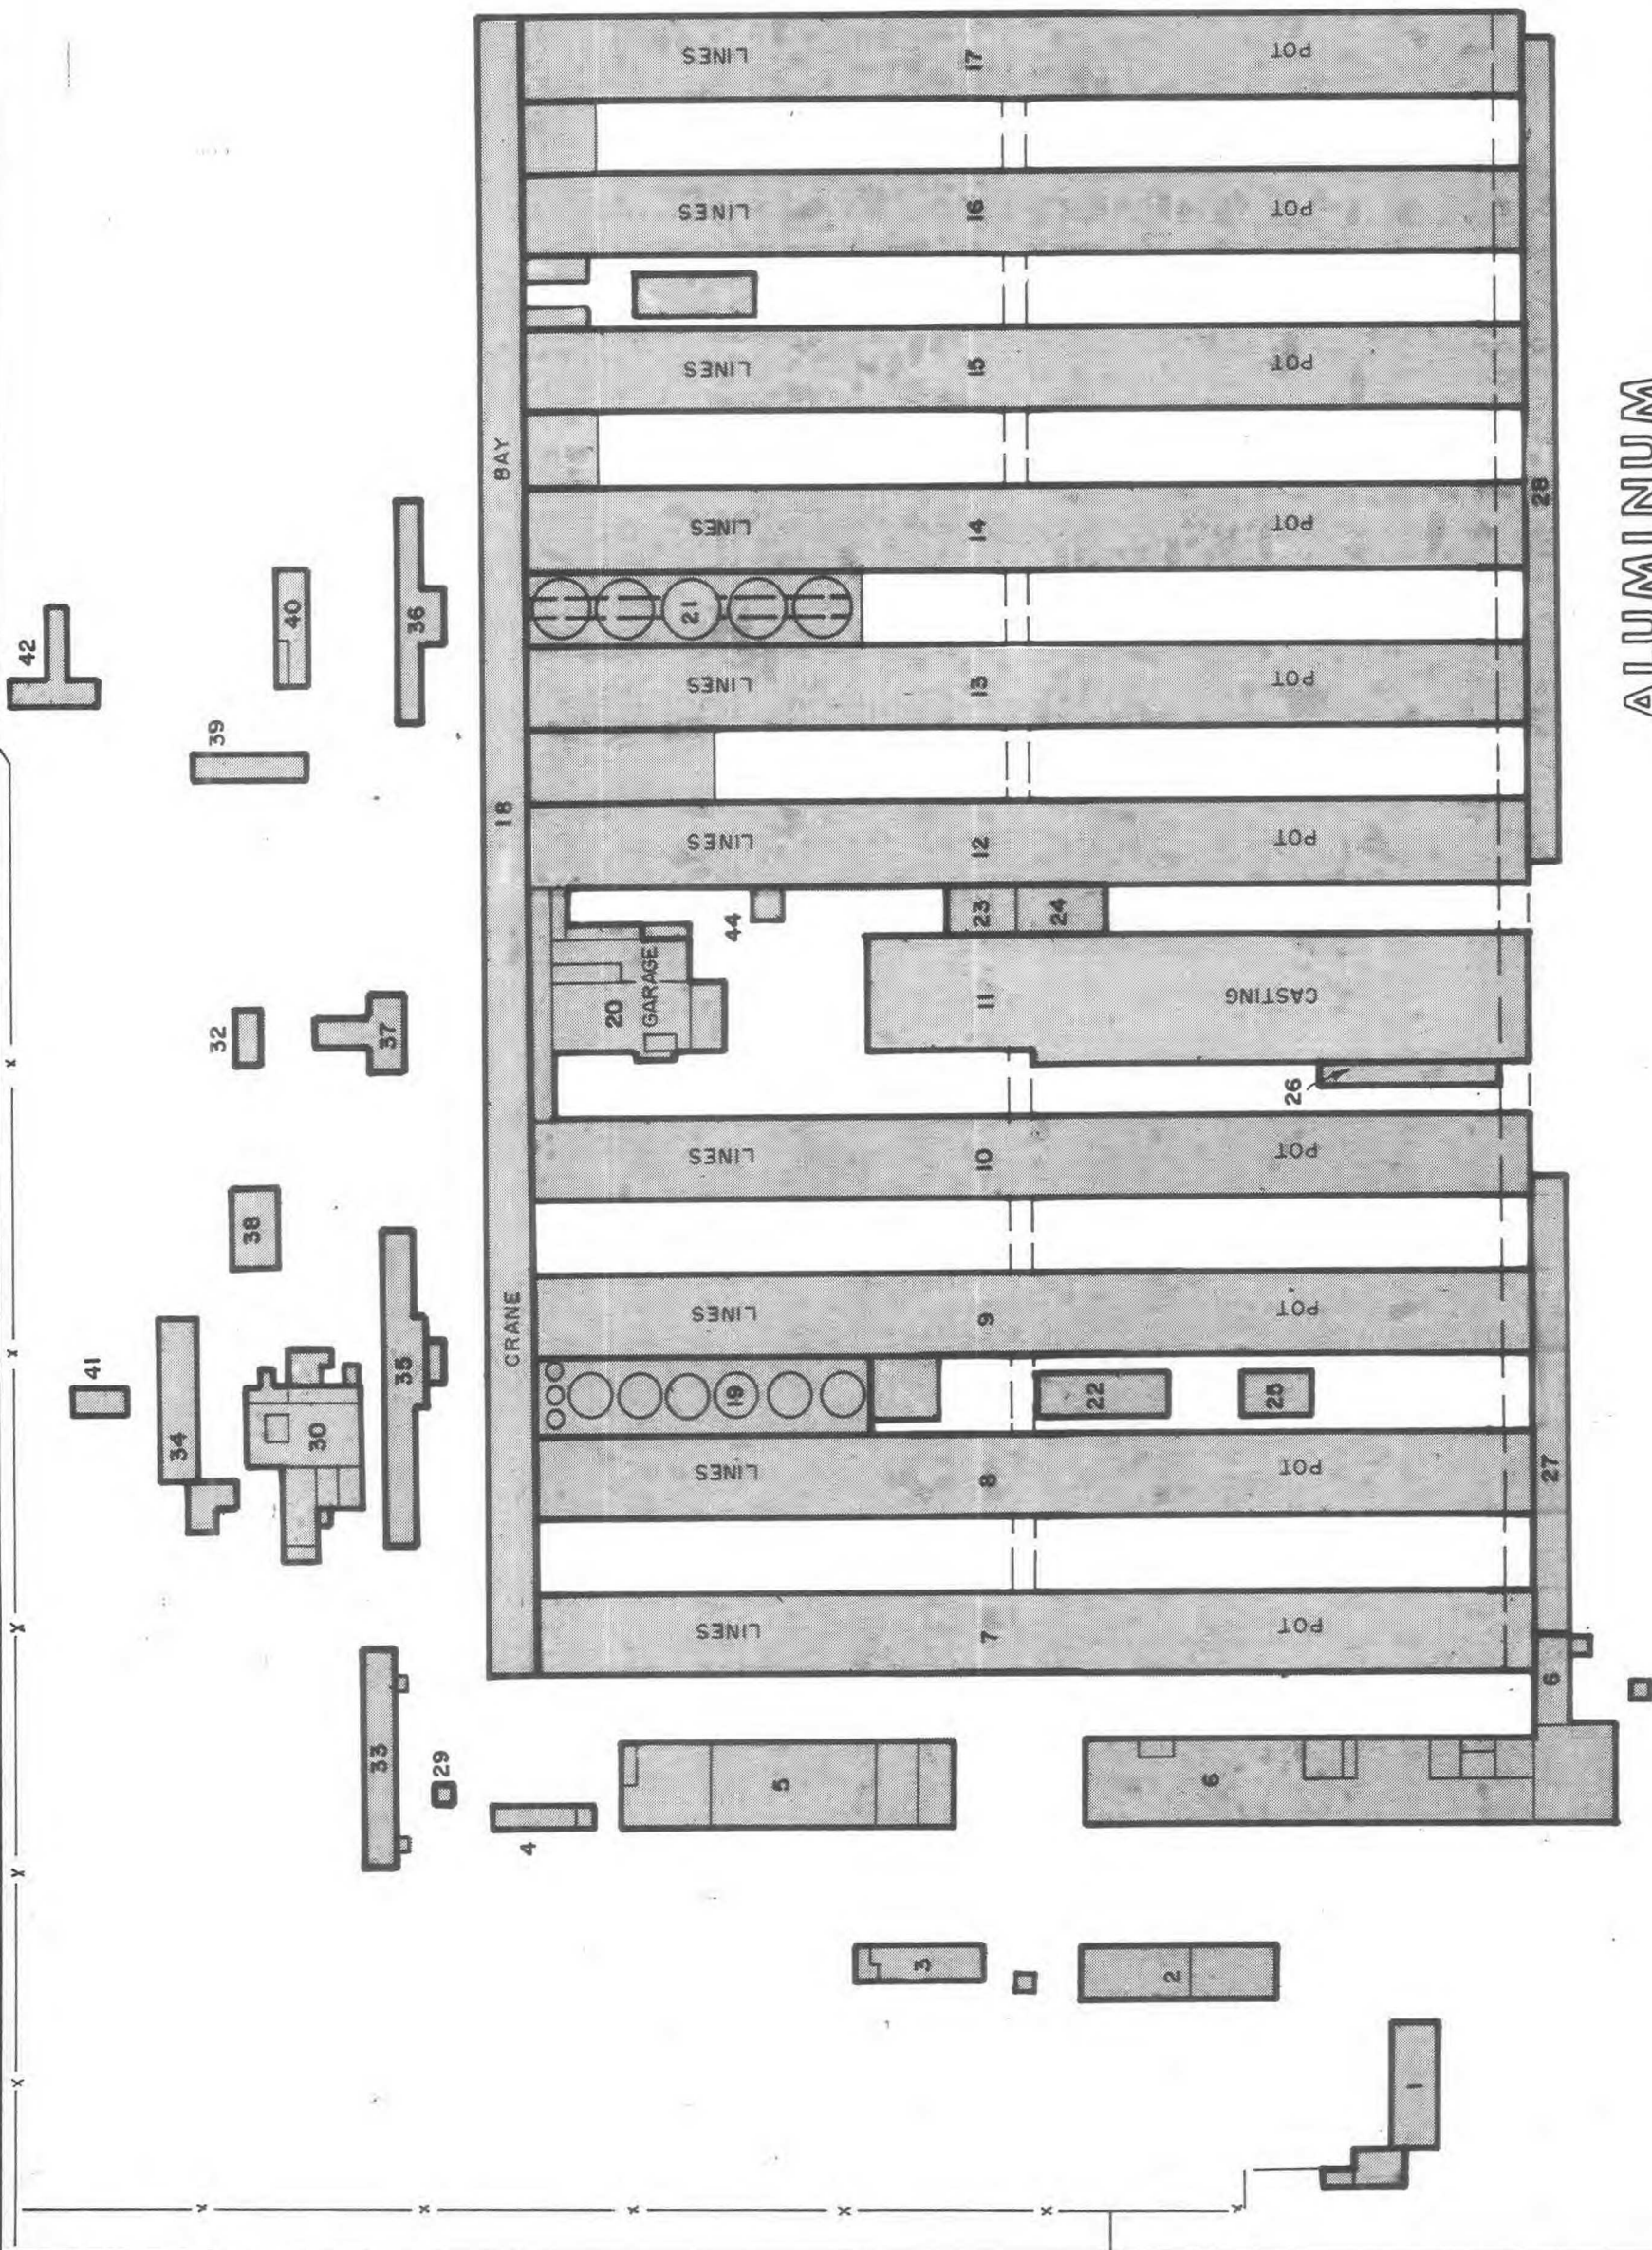 42
40
36
39
BAY
18
CRANE
32
37
38
41
34
30
35
33
29
4
LINES 17 POT
LINES 16 POT
LINES 15 POT
LINES 14 POT
21
LINES 13 POT
LINES 12 POT
44
23
24
20
GARAGE
11 CASTING
26
LINES 10 POT
LINES 9 POT
19
22
25
LINES 8 POT
LINES 7 POT
28
27
6
5
6
3
2
1
ALUMINUM